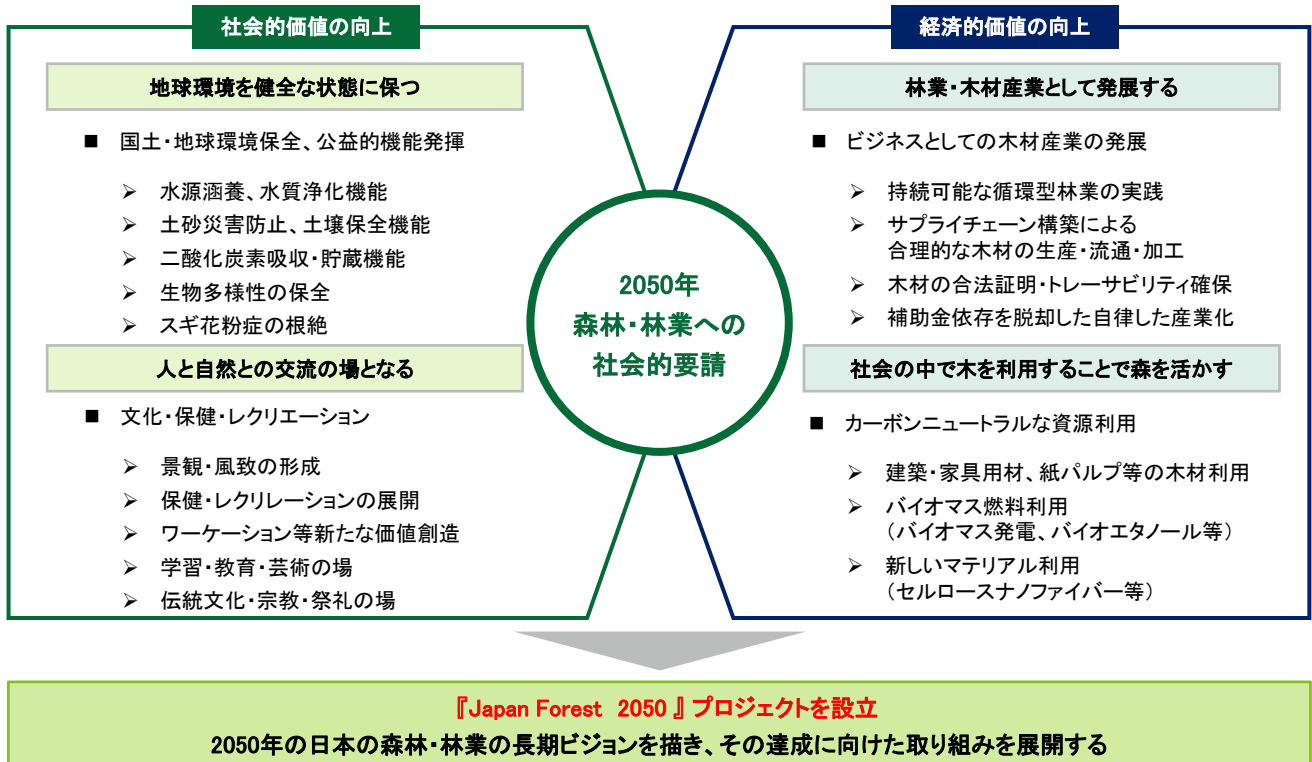 社会的価値の向上
地球環境を健全な状態に保つ
■ 国土・地球環境保全、公益的機能発揮
➢ 水源涵養、水質浄化機能
➢ 土砂災害防止、土壌保全機能
➢ 二酸化炭素吸収・貯蔵機能
➢ 生物多様性の保全
➢ スギ花粉症の根絶
人と自然との交流の場となる
■ 文化・保健・レクリエーション
➢ 景観・風致の形成
➢ 保健・レクリレーションの展開
➢ ワーケーション等新たな価値創造
➢ 学習・教育・芸術の場
➢ 伝統文化・宗教・祭礼の場
2050年
森林・林業への
社会的要請
経済的価値の向上
林業・木材産業として発展する
■ ビジネスとしての木材産業の発展
➢ 持続可能な循環型林業の実践
➢ サプライチェーン構築による
合理的な木材の生産・流通・加工
➢ 木材の合法証明・トレーサビリティ確保
➢ 補助金依存を脱却した自律した産業化
社会の中で木を利用することで森を活かす
■ カーボンニュートラルな資源利用
➢ 建築・家具用材、紙パルプ等の木材利用
➢ バイオマス燃料利用
（バイオマス発電、バイオエタノール等）
➢ 新しいマテリアル利用
（セルロースナノファイバー等）
『Japan Forest 2050 』プロジェクトを設立
2050年の日本の森林・林業の長期ビジョンを描き、その達成に向けた取り組みを展開する